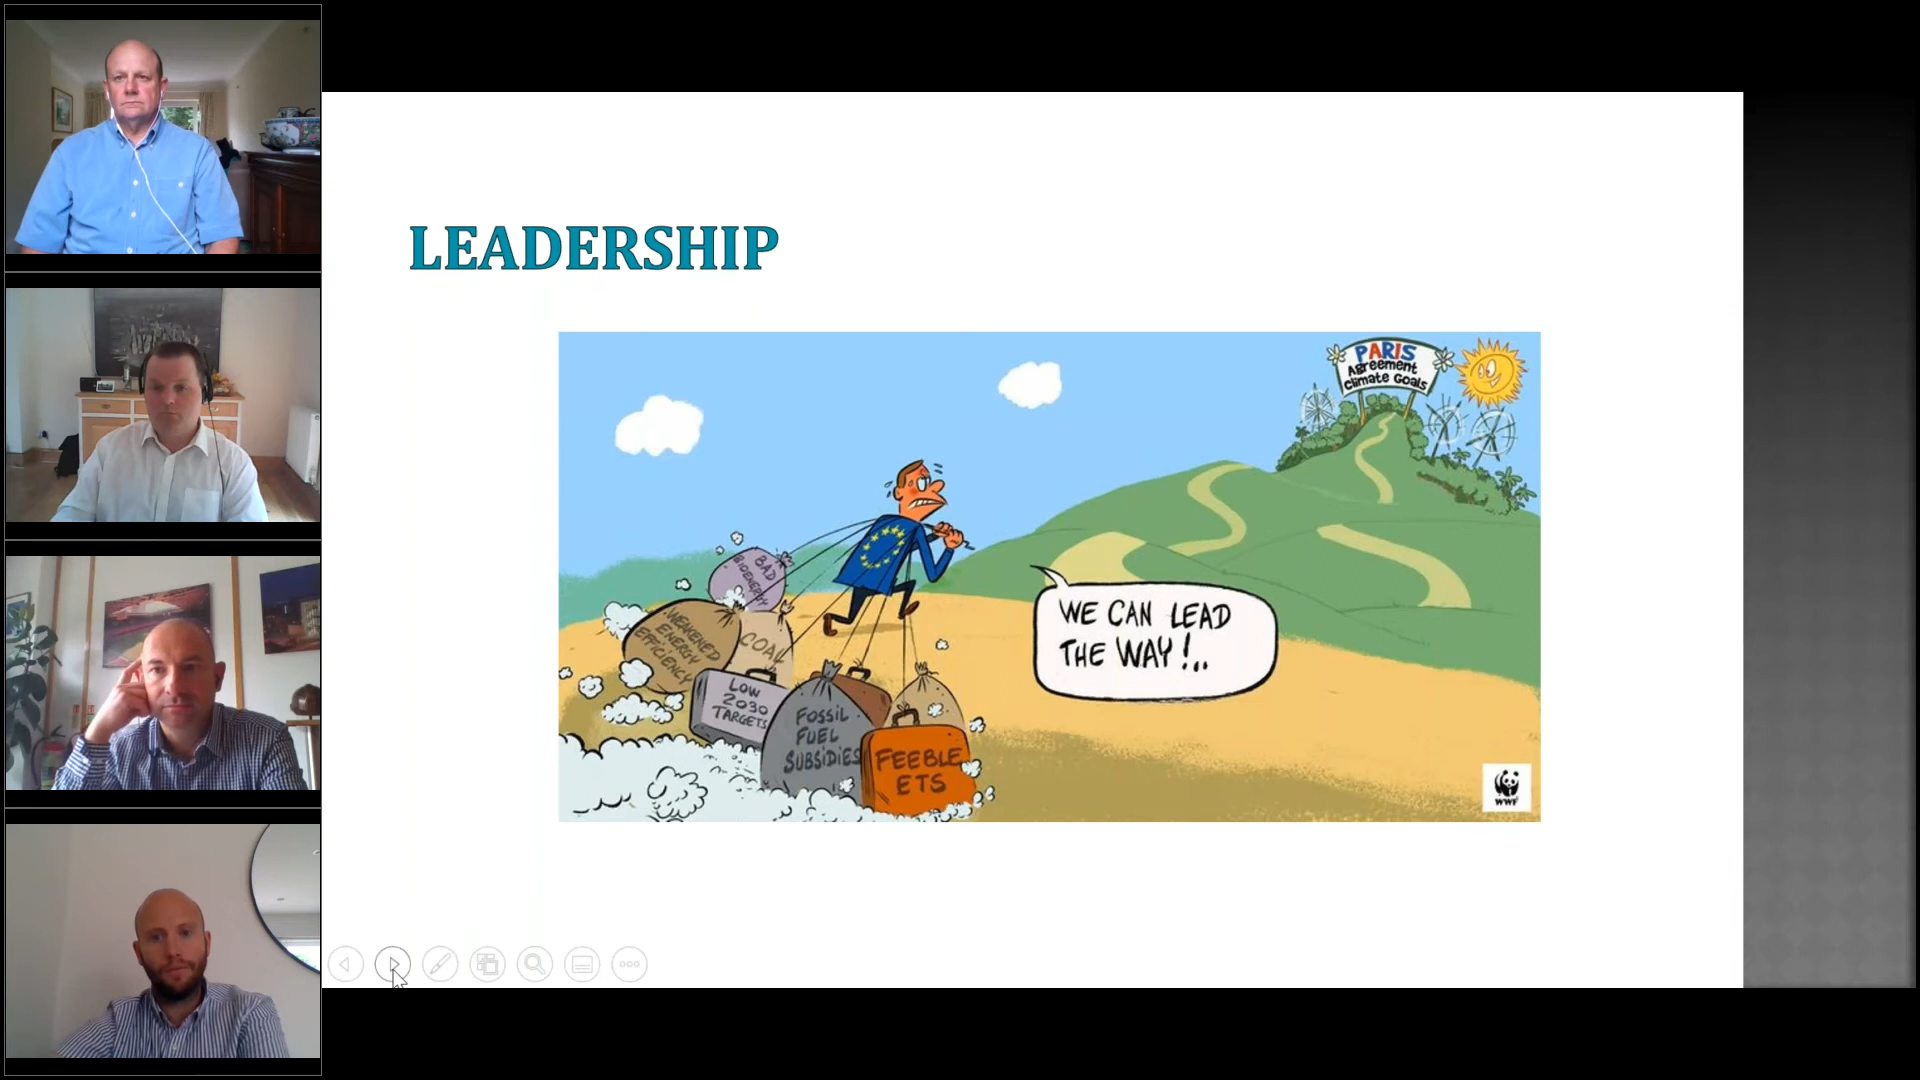 LEADERSHIP
PARIS
Agreement
Climate Goals
BAD
BIOENERGY
WEAKENED
ENERGY
EFFICIENCY
COAL
WE CAN LEAD
THE WAY!..
LOW
2030
TARGETS
FOSSIL
FUEL
SUBSIDIES
FEEBLE
ETS
WWF